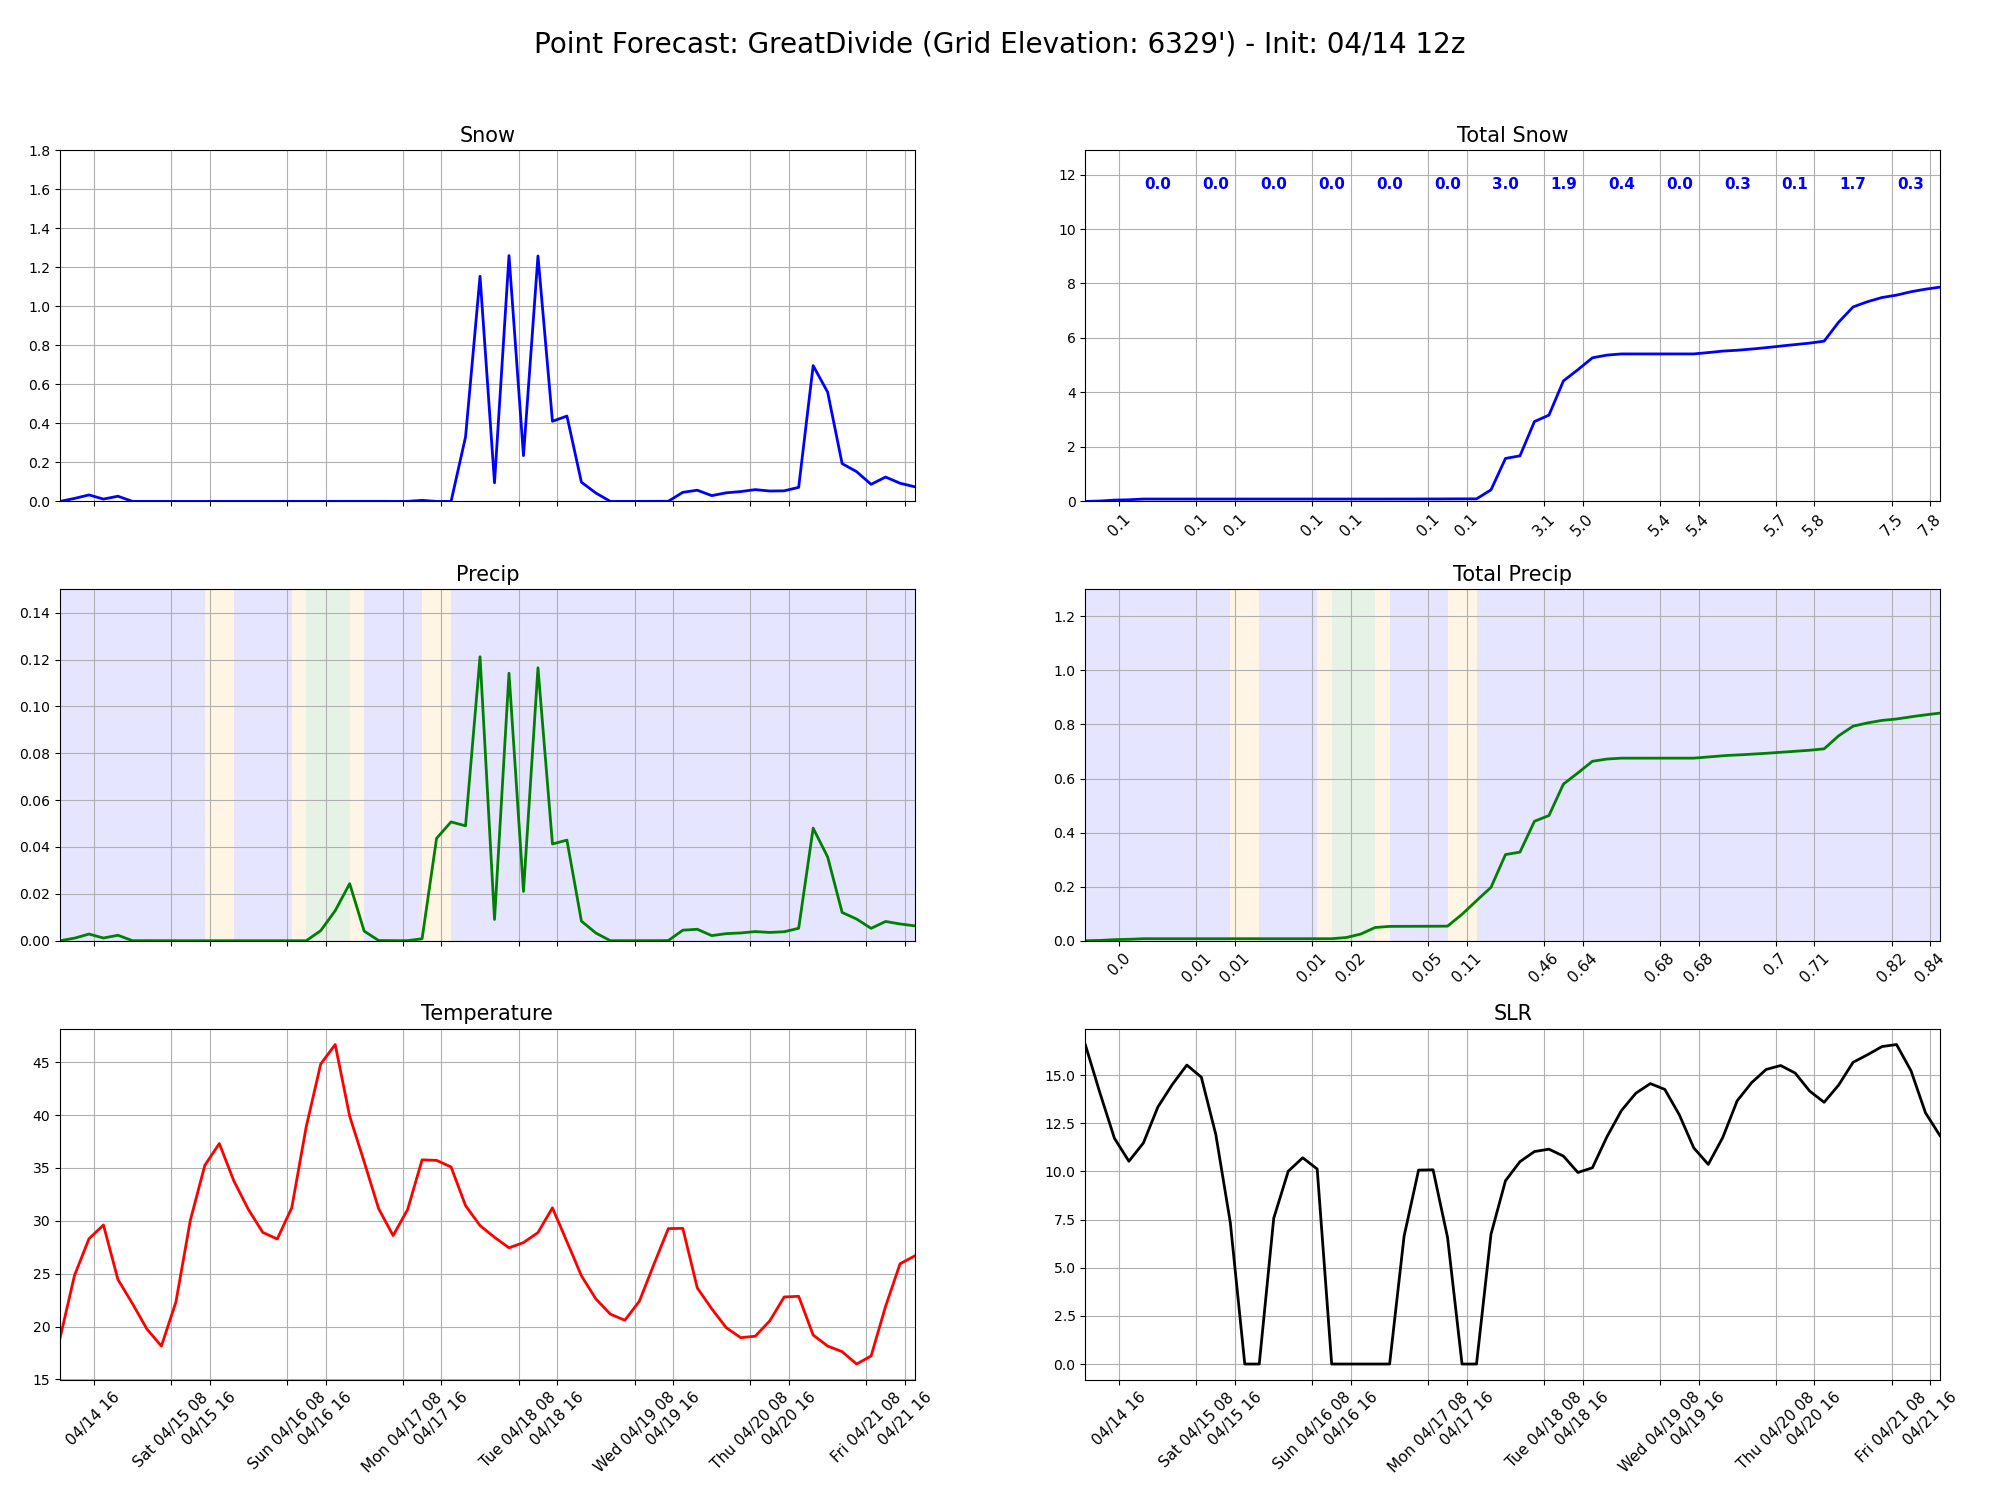 Point Forecast: GreatDivide (Grid Elevation: 6329') - Init: 04/14 12z
Snow
1.8
1.6
1.4
1.2
1.0
0.8
0.6
0.4
0.2
0.0
Total Snow
12
10
8
6
4
2
0
0.0 0.0 0.0 0.0 0.0 0.0 3.0 1.9 0.4 0.0 0.3 0.1 1.7 0.3
0.1 0.1 0.1 0.1 0.1 0.1 0.1 3.1 5.0 5.4 5.4 5.7 5.8 7.5 7.8
Precip
0.14
0.12
0.10
0.08
0.06
0.04
0.02
0.00
Total Precip
1.2
1.0
0.8
0.6
0.4
0.2
0.0
0.0 0.01 0.01 0.01 0.02 0.05 0.11 0.46 0.64 0.68 0.68 0.7 0.71 0.82 0.84
Temperature
45
40
35
30
25
20
15
04/14 16
Sat 04/15 08
04/15 16
Sun 04/16 08
04/16 16
Mon 04/17 08
04/17 16
Tue 04/18 08
04/18 16
Wed 04/19 08
04/19 16
Thu 04/20 08
04/20 16
Fri 04/21 08
04/21 16
SLR
15.0
12.5
10.0
7.5
5.0
2.5
0.0
04/14 16
Sat 04/15 08
04/15 16
Sun 04/16 08
04/16 16
Mon 04/17 08
04/17 16
Tue 04/18 08
04/18 16
Wed 04/19 08
04/19 16
Thu 04/20 08
04/20 16
Fri 04/21 08
04/21 16